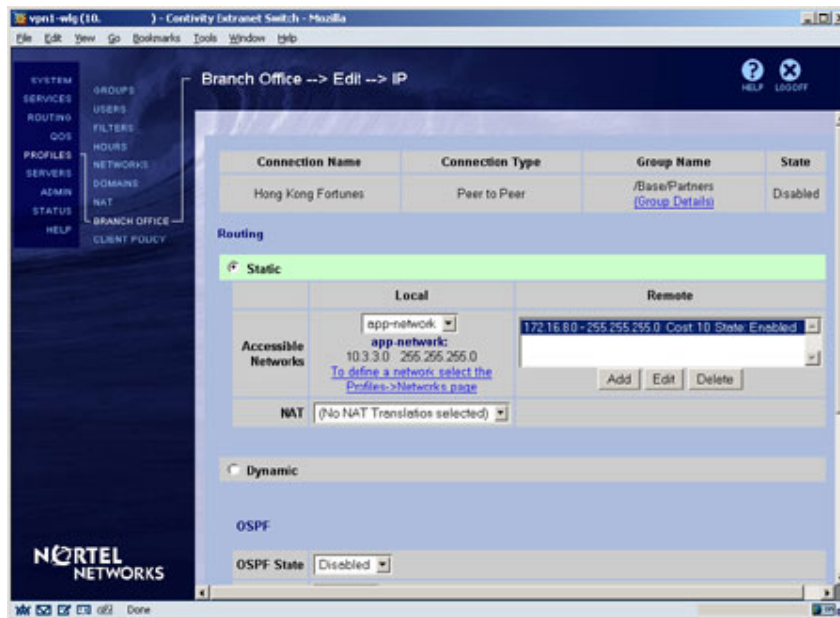 vpn1-wlg (10.          ) - Contivity Extranet Switch - Mozilla
File Edit View Go Bookmarks Tools Window Help
SYSTEM
SERVICES
ROUTING
QOS
PROFILES
SERVERS
ADMIN
STATUS
HELP
GROUPS
USERS
FILTERS
HOURS
NETWORKS
DOMAINS
NAT
BRANCH OFFICE
CLIENT POLICY
Branch Office --> Edit --> IP
HELP LOGOFF
Connection Name Connection Type Group Name State
Hong Kong Fortunes Peer to Peer /Base/Partners (Group Details) Disabled
Routing
Static
Local Remote
Accessible Networks
app-network
app-network:
10.3.3.0 255.255.255.0
To define a network select the
Profiles->Networks page
172.16.8.0 - 255.255.255.0 Cost: 10 State: Enabled
Add Edit Delete
NAT (No NAT Translation selected)
Dynamic
OSPF
OSPF State Disabled
NORTEL
NETWORKS
Done